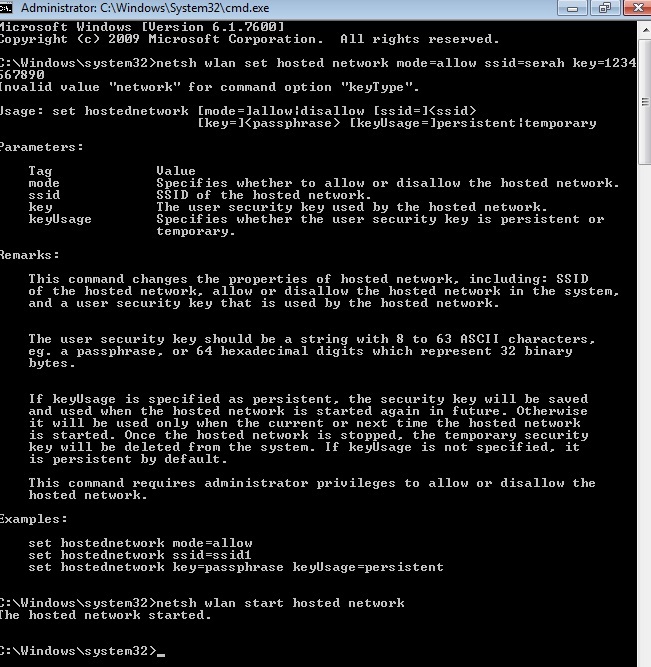 Administrator: C:\Windows\System32\cmd.exe
Microsoft Windows [Version 6.1.7600]
Copyright (c) 2009 Microsoft Corporation.  All rights reserved.
C:\Windows\system32>netsh wlan set hosted network mode=allow ssid=serah key=1234
567890
Invalid value "network" for command option "keyType".
Usage: set hostednetwork [mode=]allow|disallow [ssid=]<ssid>
[key=]<passphrase> [keyUsage=]persistent|temporary
Parameters:
Tag Value
mode Specifies whether to allow or disallow the hosted network.
ssid SSID of the hosted network.
key The user security key used by the hosted network.
keyUsage Specifies whether the user security key is persistent or
temporary.
Remarks:
This command changes the properties of hosted network, including: SSID
of the hosted network, allow or disallow the hosted network in the system,
and a user security key that is used by the hosted network.
The user security key should be a string with 8 to 63 ASCII characters,
eg. a passphrase, or 64 hexadecimal digits which represent 32 binary
bytes.
If keyUsage is specified as persistent, the security key will be saved
and used when the hosted network is started again in future. Otherwise
it will be used only when the current or next time the hosted network
is started. Once the hosted network is stopped, the temporary security
key will be deleted from the system. If keyUsage is not specified, it
is persistent by default.
This command requires administrator privileges to allow or disallow the
hosted network.
Examples:
set hostednetwork mode=allow
set hostednetwork ssid=ssid1
set hostednetwork key=passphrase keyUsage=persistent
C:\Windows\system32>netsh wlan start hosted network
The hosted network started.
C:\Windows\system32>_